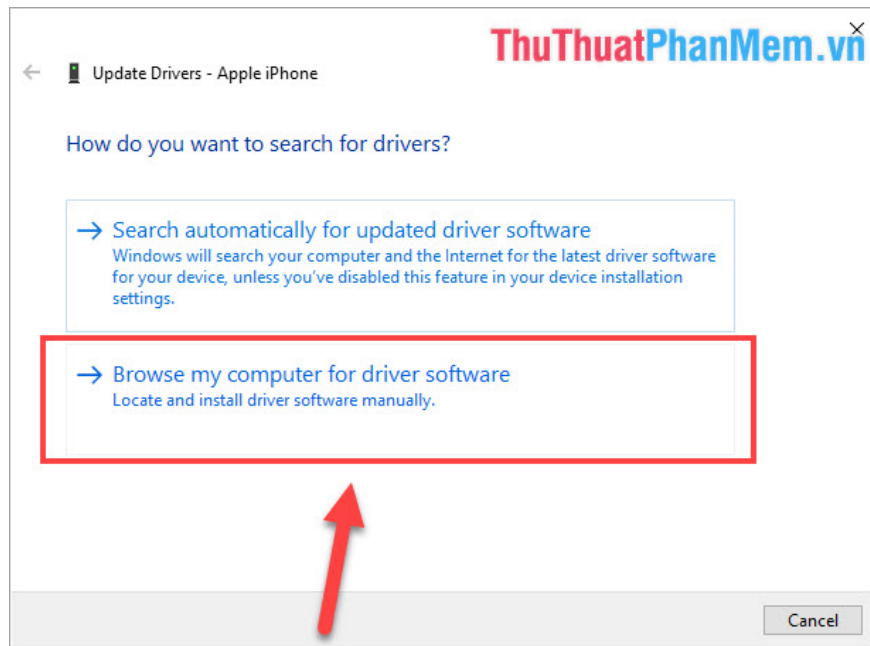 ThuThuatPhanMem.vn
Update Drivers - Apple iPhone
How do you want to search for drivers?
Search automatically for updated driver software
Windows will search your computer and the Internet for the latest driver software
for your device, unless you've disabled this feature in your device installation
settings.
Browse my computer for driver software
Locate and install driver software manually.
Cancel